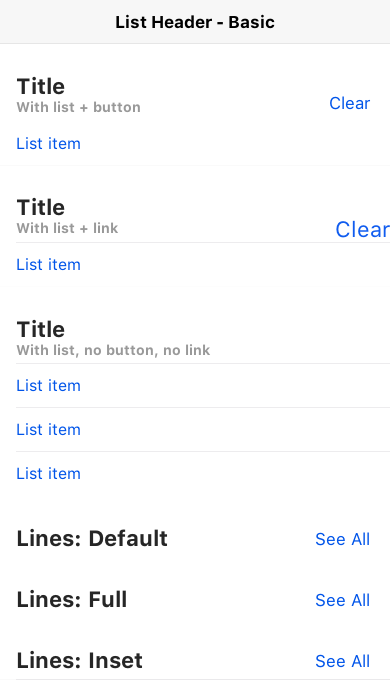 List Header - Basic
Title
With list + button
Clear
List item
Title
With list + link
Clear
List item
Title
With list, no button, no link
List item
List item
List item
Lines: Default
See All
Lines: Full
See All
Lines: Inset
See All